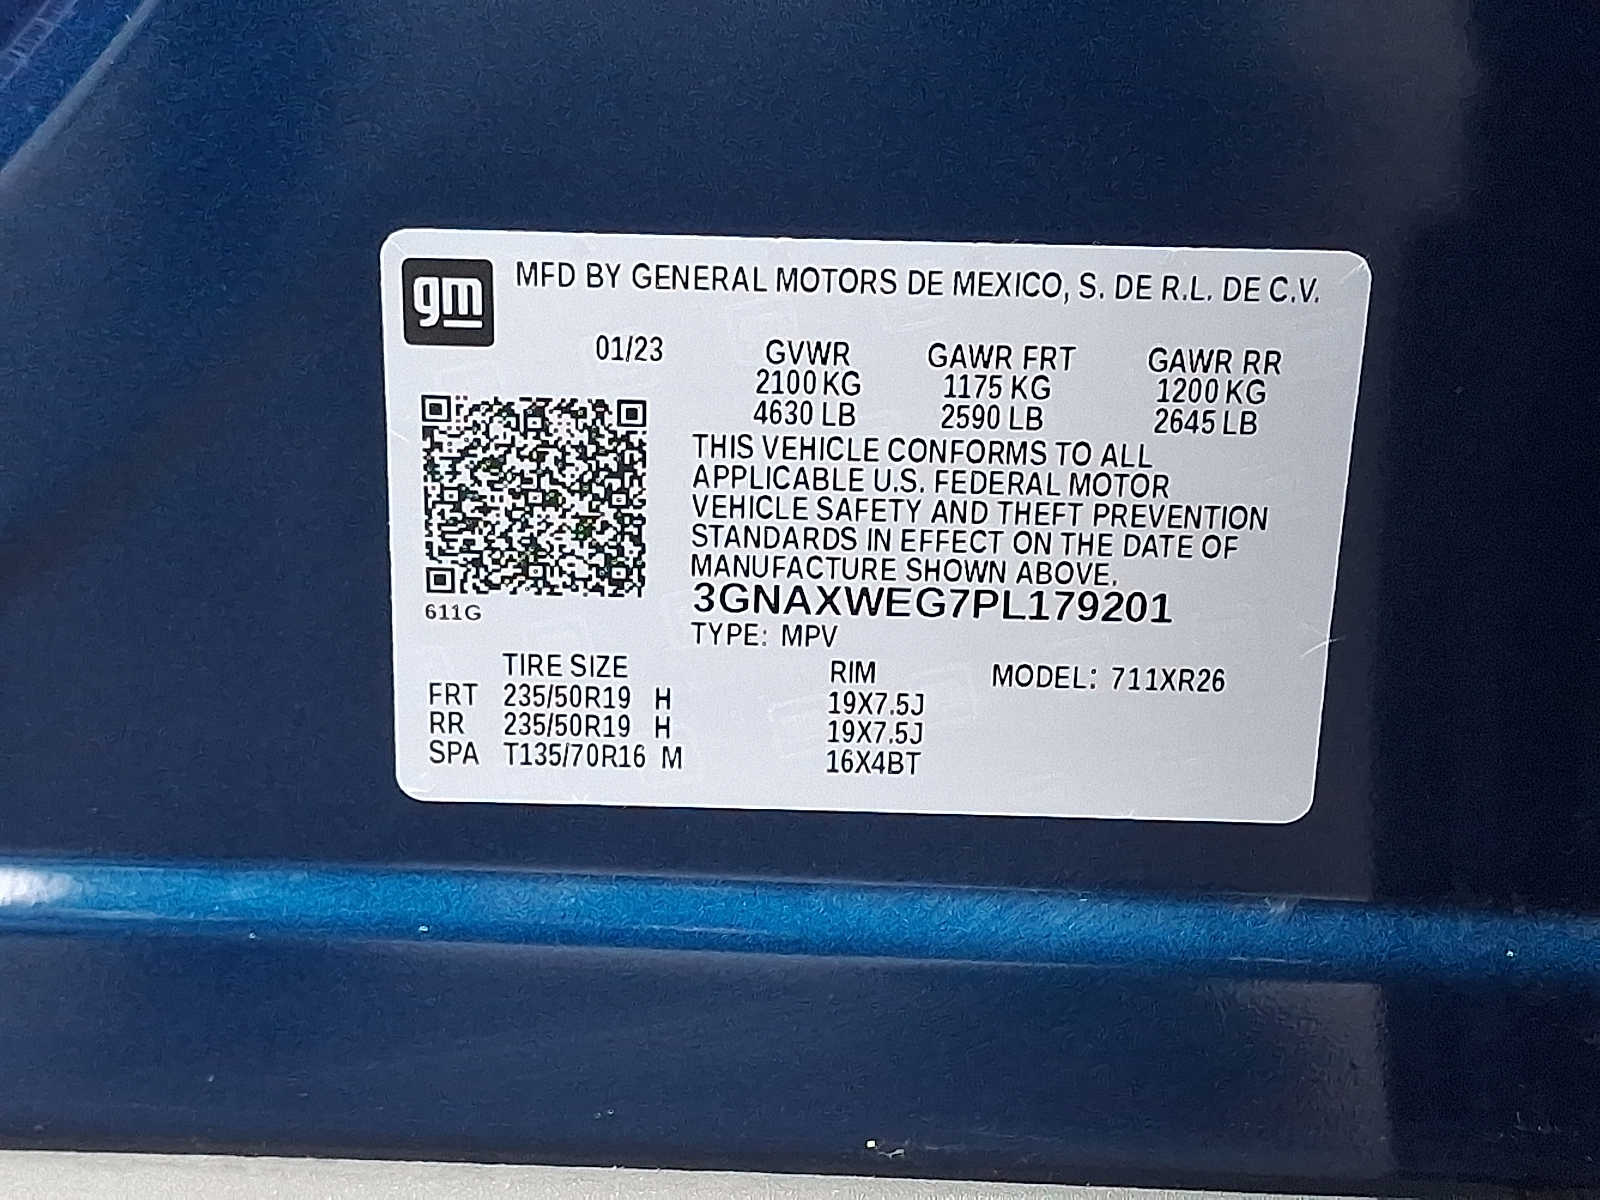 gm
MFD BY GENERAL MOTORS DE MEXICO, S. DE R.L. DE C.V.
01/23 GVWR GAWR FRT GAWR RR
2100 KG 1175 KG 1200 KG
4630 LB 2590 LB 2645 LB
THIS VEHICLE CONFORMS TO ALL
APPLICABLE U.S. FEDERAL MOTOR
VEHICLE SAFETY AND THEFT PREVENTION
STANDARDS IN EFFECT ON THE DATE OF
MANUFACTURE SHOWN ABOVE.
611G
3GNAXWEG7PL179201
TYPE: MPV
TIRE SIZE RIM MODEL: 711XR26
FRT 235/50R19 H 19X7.5J
RR 235/50R19 H 19X7.5J
SPA T135/70R16 M 16X4BT